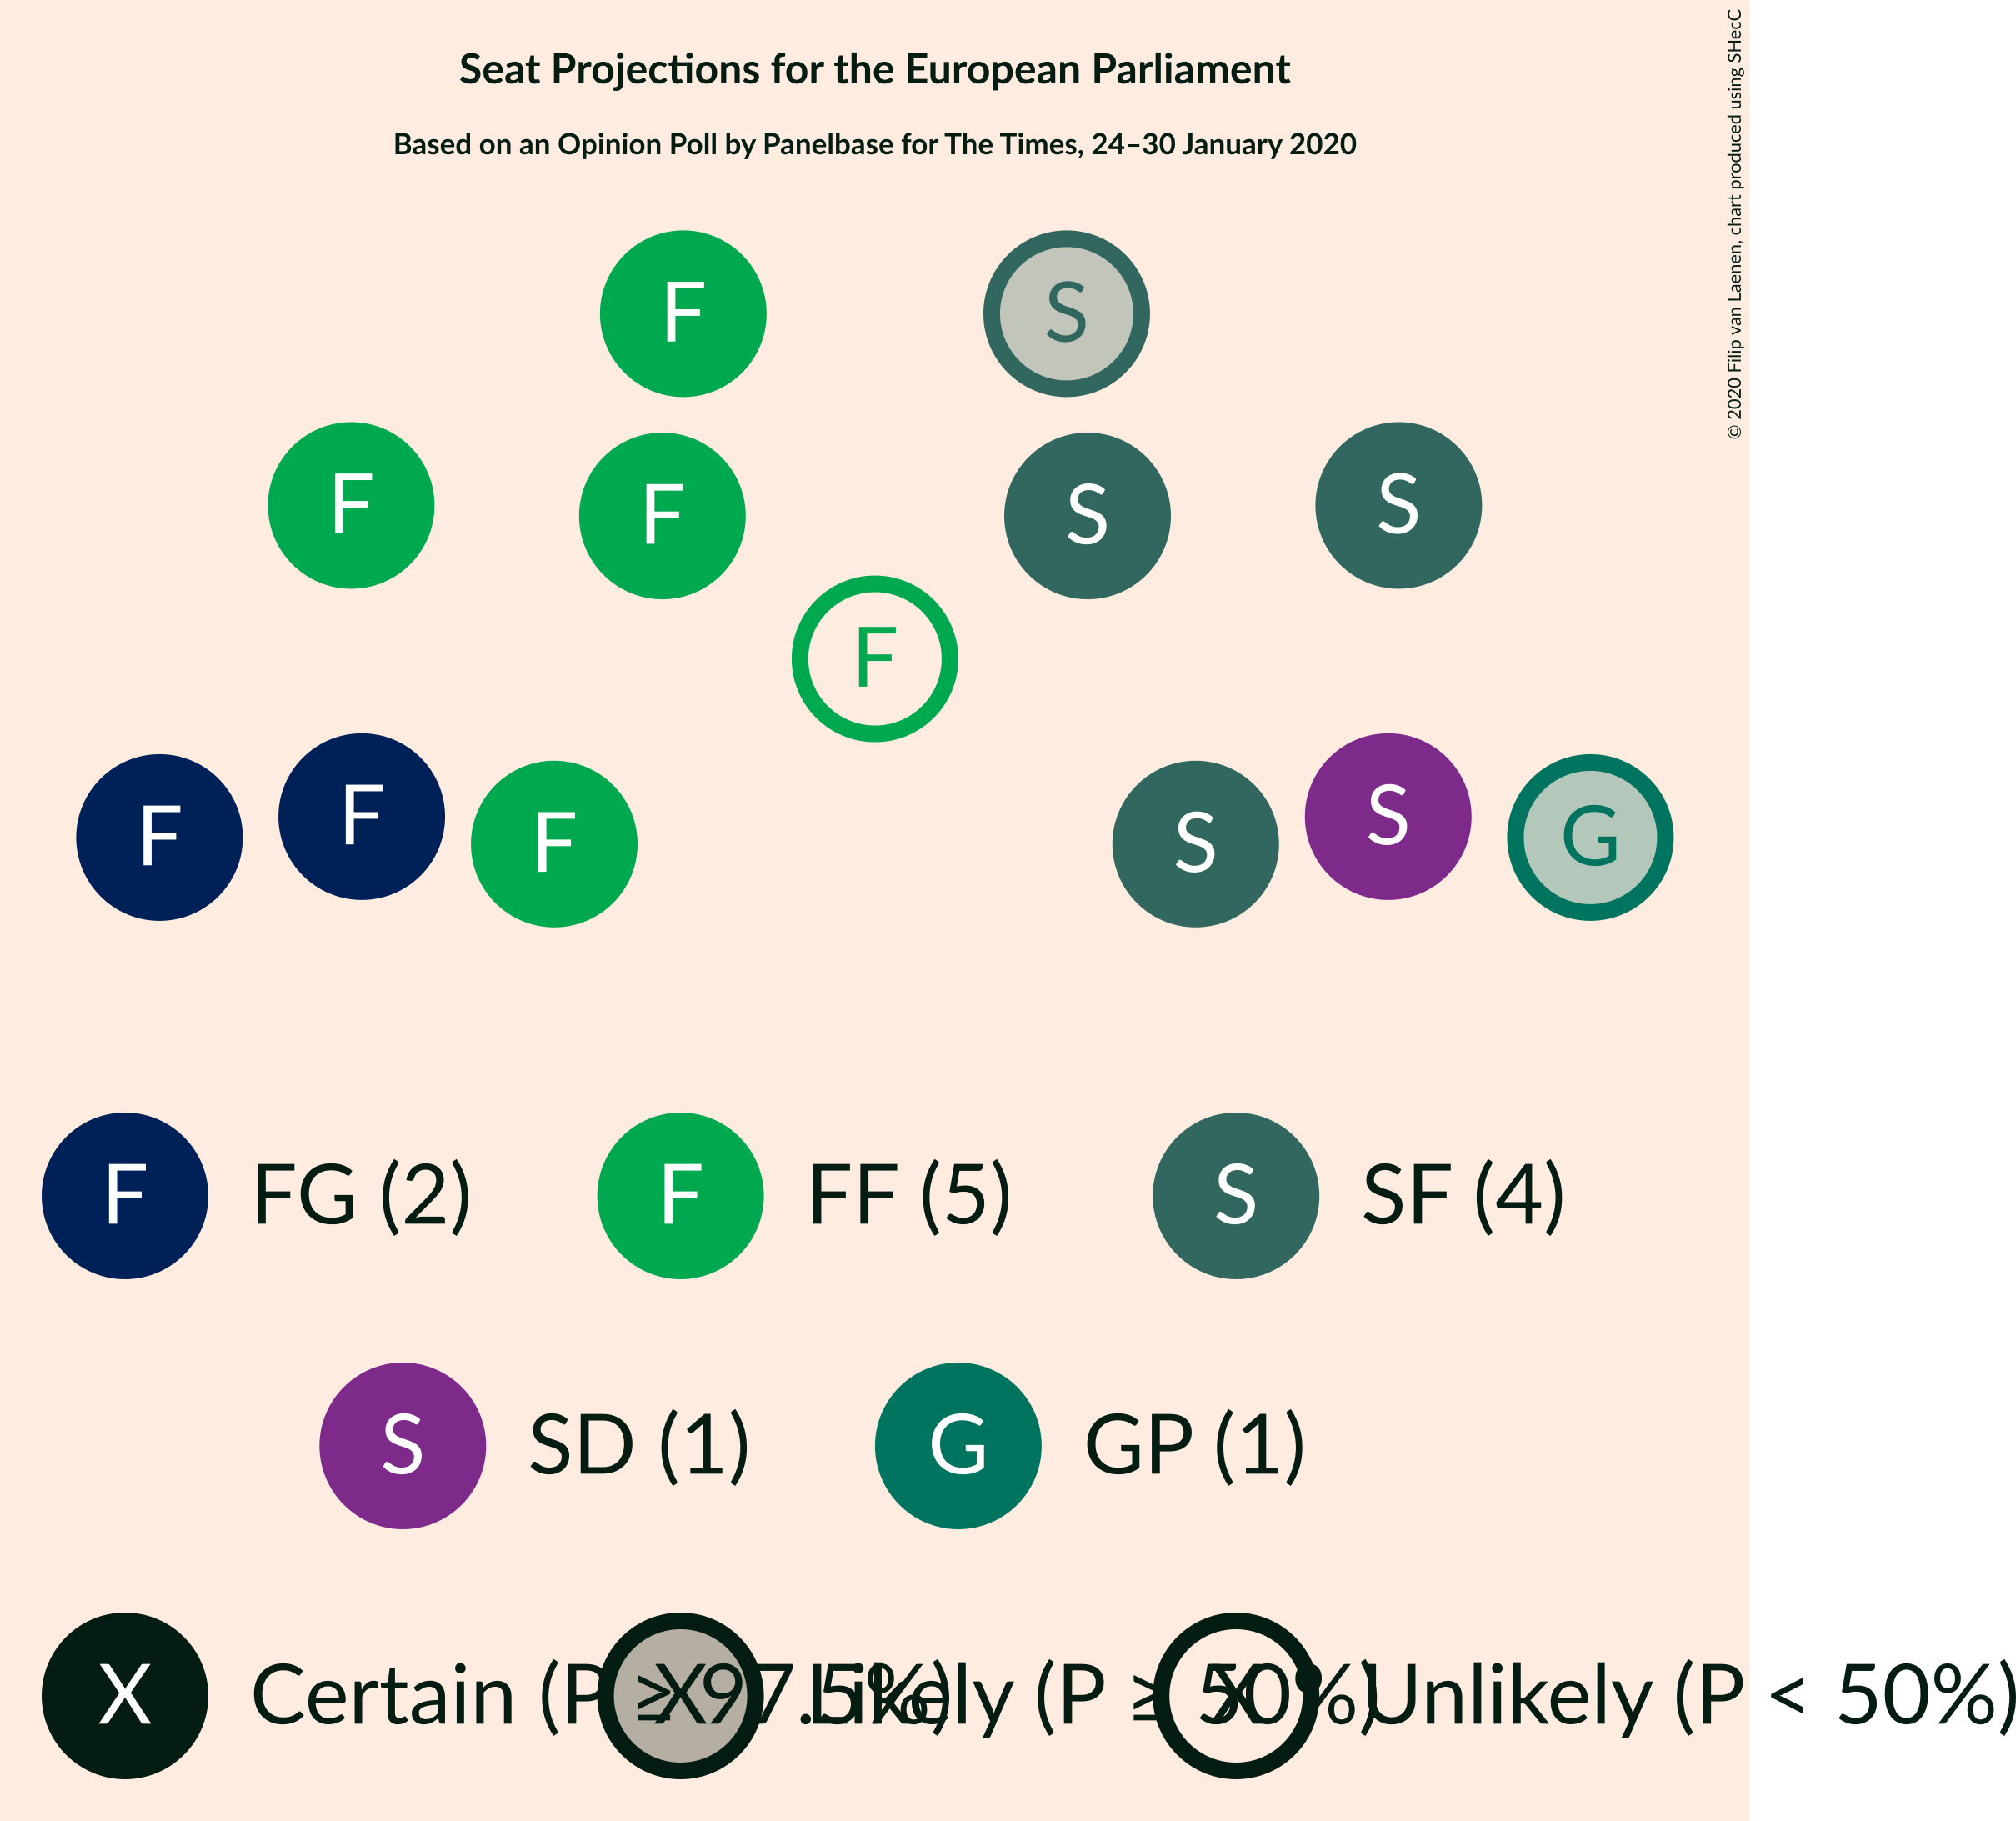 Seat Projections for the European Parliament
Based on an Opinion Poll by Panelbase for The Times, 24–30 January 2020
© 2020 Filip van Laenen, chart produced using SHecC
F S
F F S S
F
F F F S S G
F FG (2) F FF (5) S SF (4)
S SD (1) G GP (1)
X Certain (P ≥ 97.5%) X Likely (P ≥ 50%) X Unlikely (P < 50%)